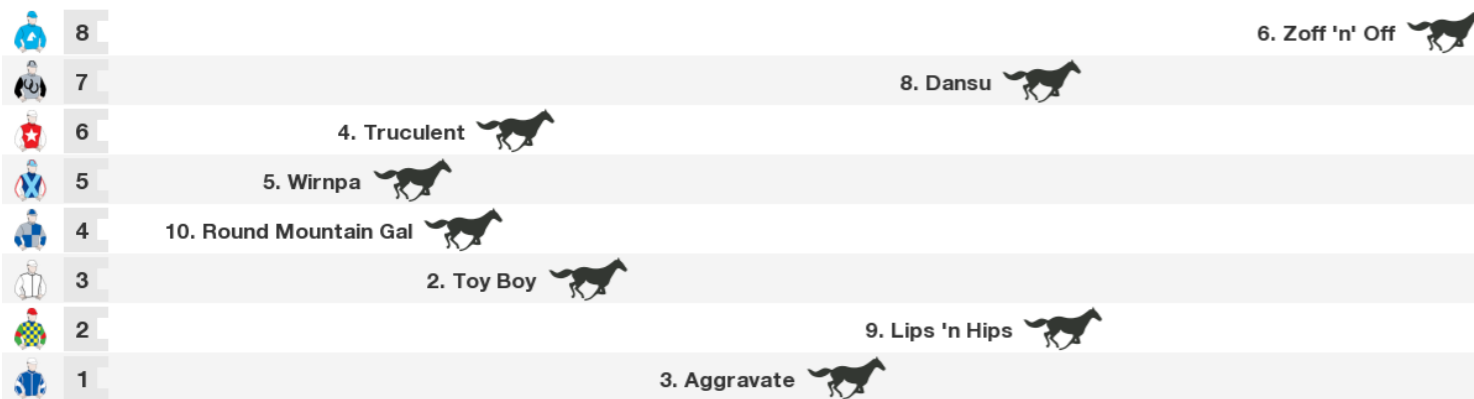 8 6. Zoff 'n' Off
7 8. Dansu
6 4. Truculent
5 5. Wirnpa
4 10. Round Mountain Gal
3 2. Toy Boy
2 9. Lips 'n Hips
1 3. Aggravate